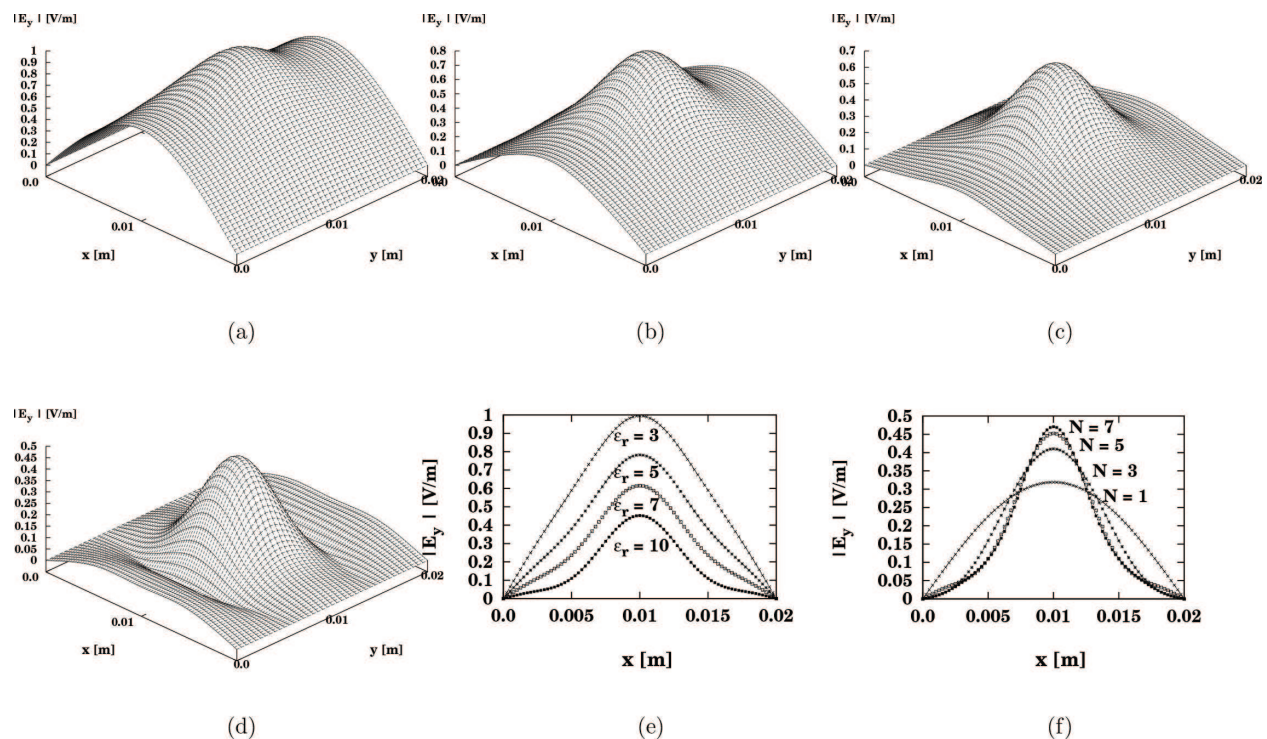 |E_y | [V/m]
1
0.9
0.8
0.7
0.6
0.5
0.4
0.3
0.2
0.1
0
0.0
0.01
x [m]
0.0
0.01
0.02
y [m]
(a)
|E_y | [V/m]
0.8
0.7
0.6
0.5
0.4
0.3
0.2
0.1
0
0.0
0.01
x [m]
0.0
0.01
0.02
y [m]
(b)
|E_y | [V/m]
0.7
0.6
0.5
0.4
0.3
0.2
0.1
0
0.0
0.01
x [m]
0.0
0.01
0.02
y [m]
(c)
|E_y | [V/m]
0.45
0.4
0.35
0.3
0.25
0.2
0.15
0.1
0.05
0
0.0
0.01
x [m]
0.0
0.01
0.02
y [m]
(d)
|E_y | [V/m]
1
0.9
0.8
0.7
0.6
0.5
0.4
0.3
0.2
0.1
0
ε_r = 3
ε_r = 5
ε_r = 7
ε_r = 10
0.0 0.005 0.01 0.015 0.02
x [m]
(e)
|E_y | [V/m]
0.5
0.45
0.4
0.35
0.3
0.25
0.2
0.15
0.1
0.05
0
N = 7
N = 5
N = 3
N = 1
0.0 0.005 0.01 0.015 0.02
x [m]
(f)